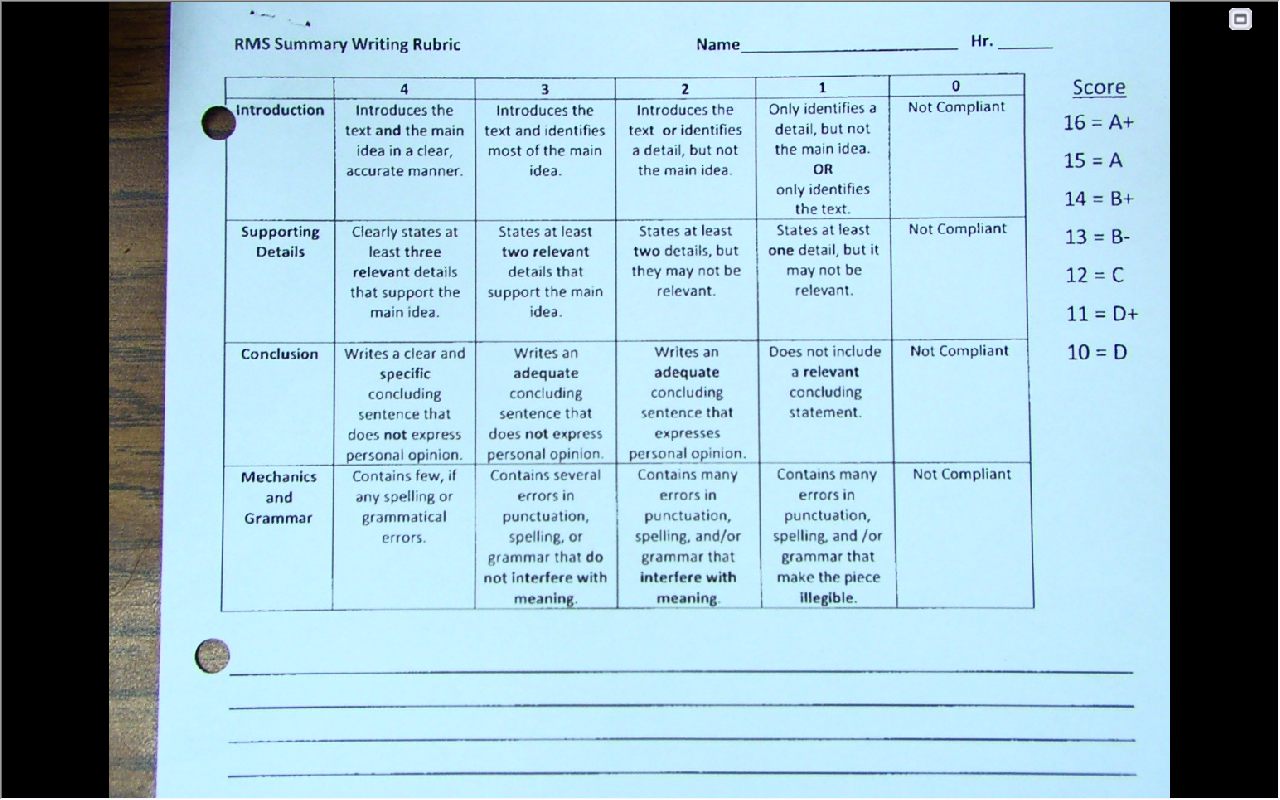 RMS Summary Writing Rubric Name Hr.
4 3 2 1 0
Introduction
Introduces the
text and the main
idea in a clear,
accurate manner.
Introduces the
text and identifies
most of the main
idea.
Introduces the
text or identifies
a detail, but not
the main idea.
Only identifies a
detail, but not
the main idea.
OR
only identifies
the text.
Not Compliant
Supporting
Details
Clearly states at
least three
relevant details
that support the
main idea.
States at least
two relevant
details that
support the main
idea.
States at least
two details, but
they may not be
relevant.
States at least
one detail, but it
may not be
relevant.
Not Compliant
Conclusion
Writes a clear and
specific
concluding
sentence that
does not express
personal opinion.
Writes an
adequate
concluding
sentence that
does not express
personal opinion.
Writes an
adequate
concluding
sentence that
expresses
personal opinion.
Does not include
a relevant
concluding
statement.
Not Compliant
Mechanics
and
Grammar
Contains few, if
any spelling or
grammatical
errors.
Contains several
errors in
punctuation,
spelling, or
grammar that do
not interfere with
meaning.
Contains many
errors in
punctuation,
spelling, and/or
grammar that
interfere with
meaning.
Contains many
errors in
punctuation,
spelling, and /or
grammar that
make the piece
illegible.
Not Compliant
Score
16 = A+
15 = A
14 = B+
13 = B-
12 = C
11 = D+
10 = D